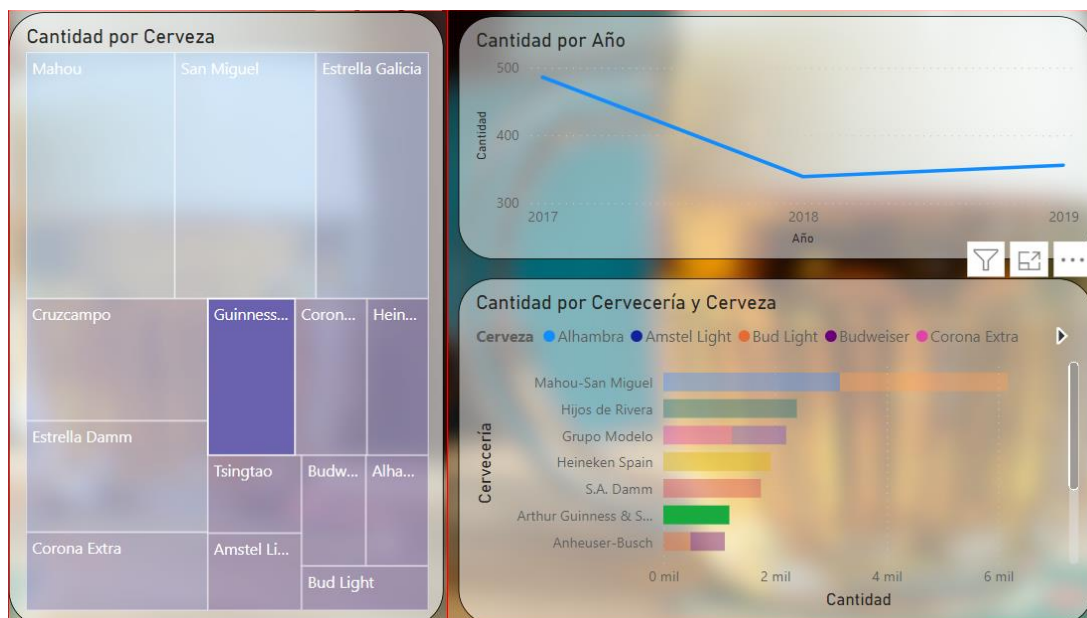 Cantidad por Cerveza
Mahou
San Miguel
Estrella Galicia
Cruzcampo
Guinness...
Coron...
Hein...
Estrella Damm
Tsingtao
Budw...
Alha...
Corona Extra
Amstel Li...
Bud Light
Cantidad por Año
500
400
300
Cantidad
2017
2018
2019
Año
Cantidad por Cervecería y Cerveza
Cerveza Alhambra Amstel Light Bud Light Budweiser Corona Extra
Cervecería
Mahou-San Miguel
Hijos de Rivera
Grupo Modelo
Heineken Spain
S.A. Damm
Arthur Guinness & S...
Anheuser-Busch
0 mil
2 mil
4 mil
6 mil
Cantidad